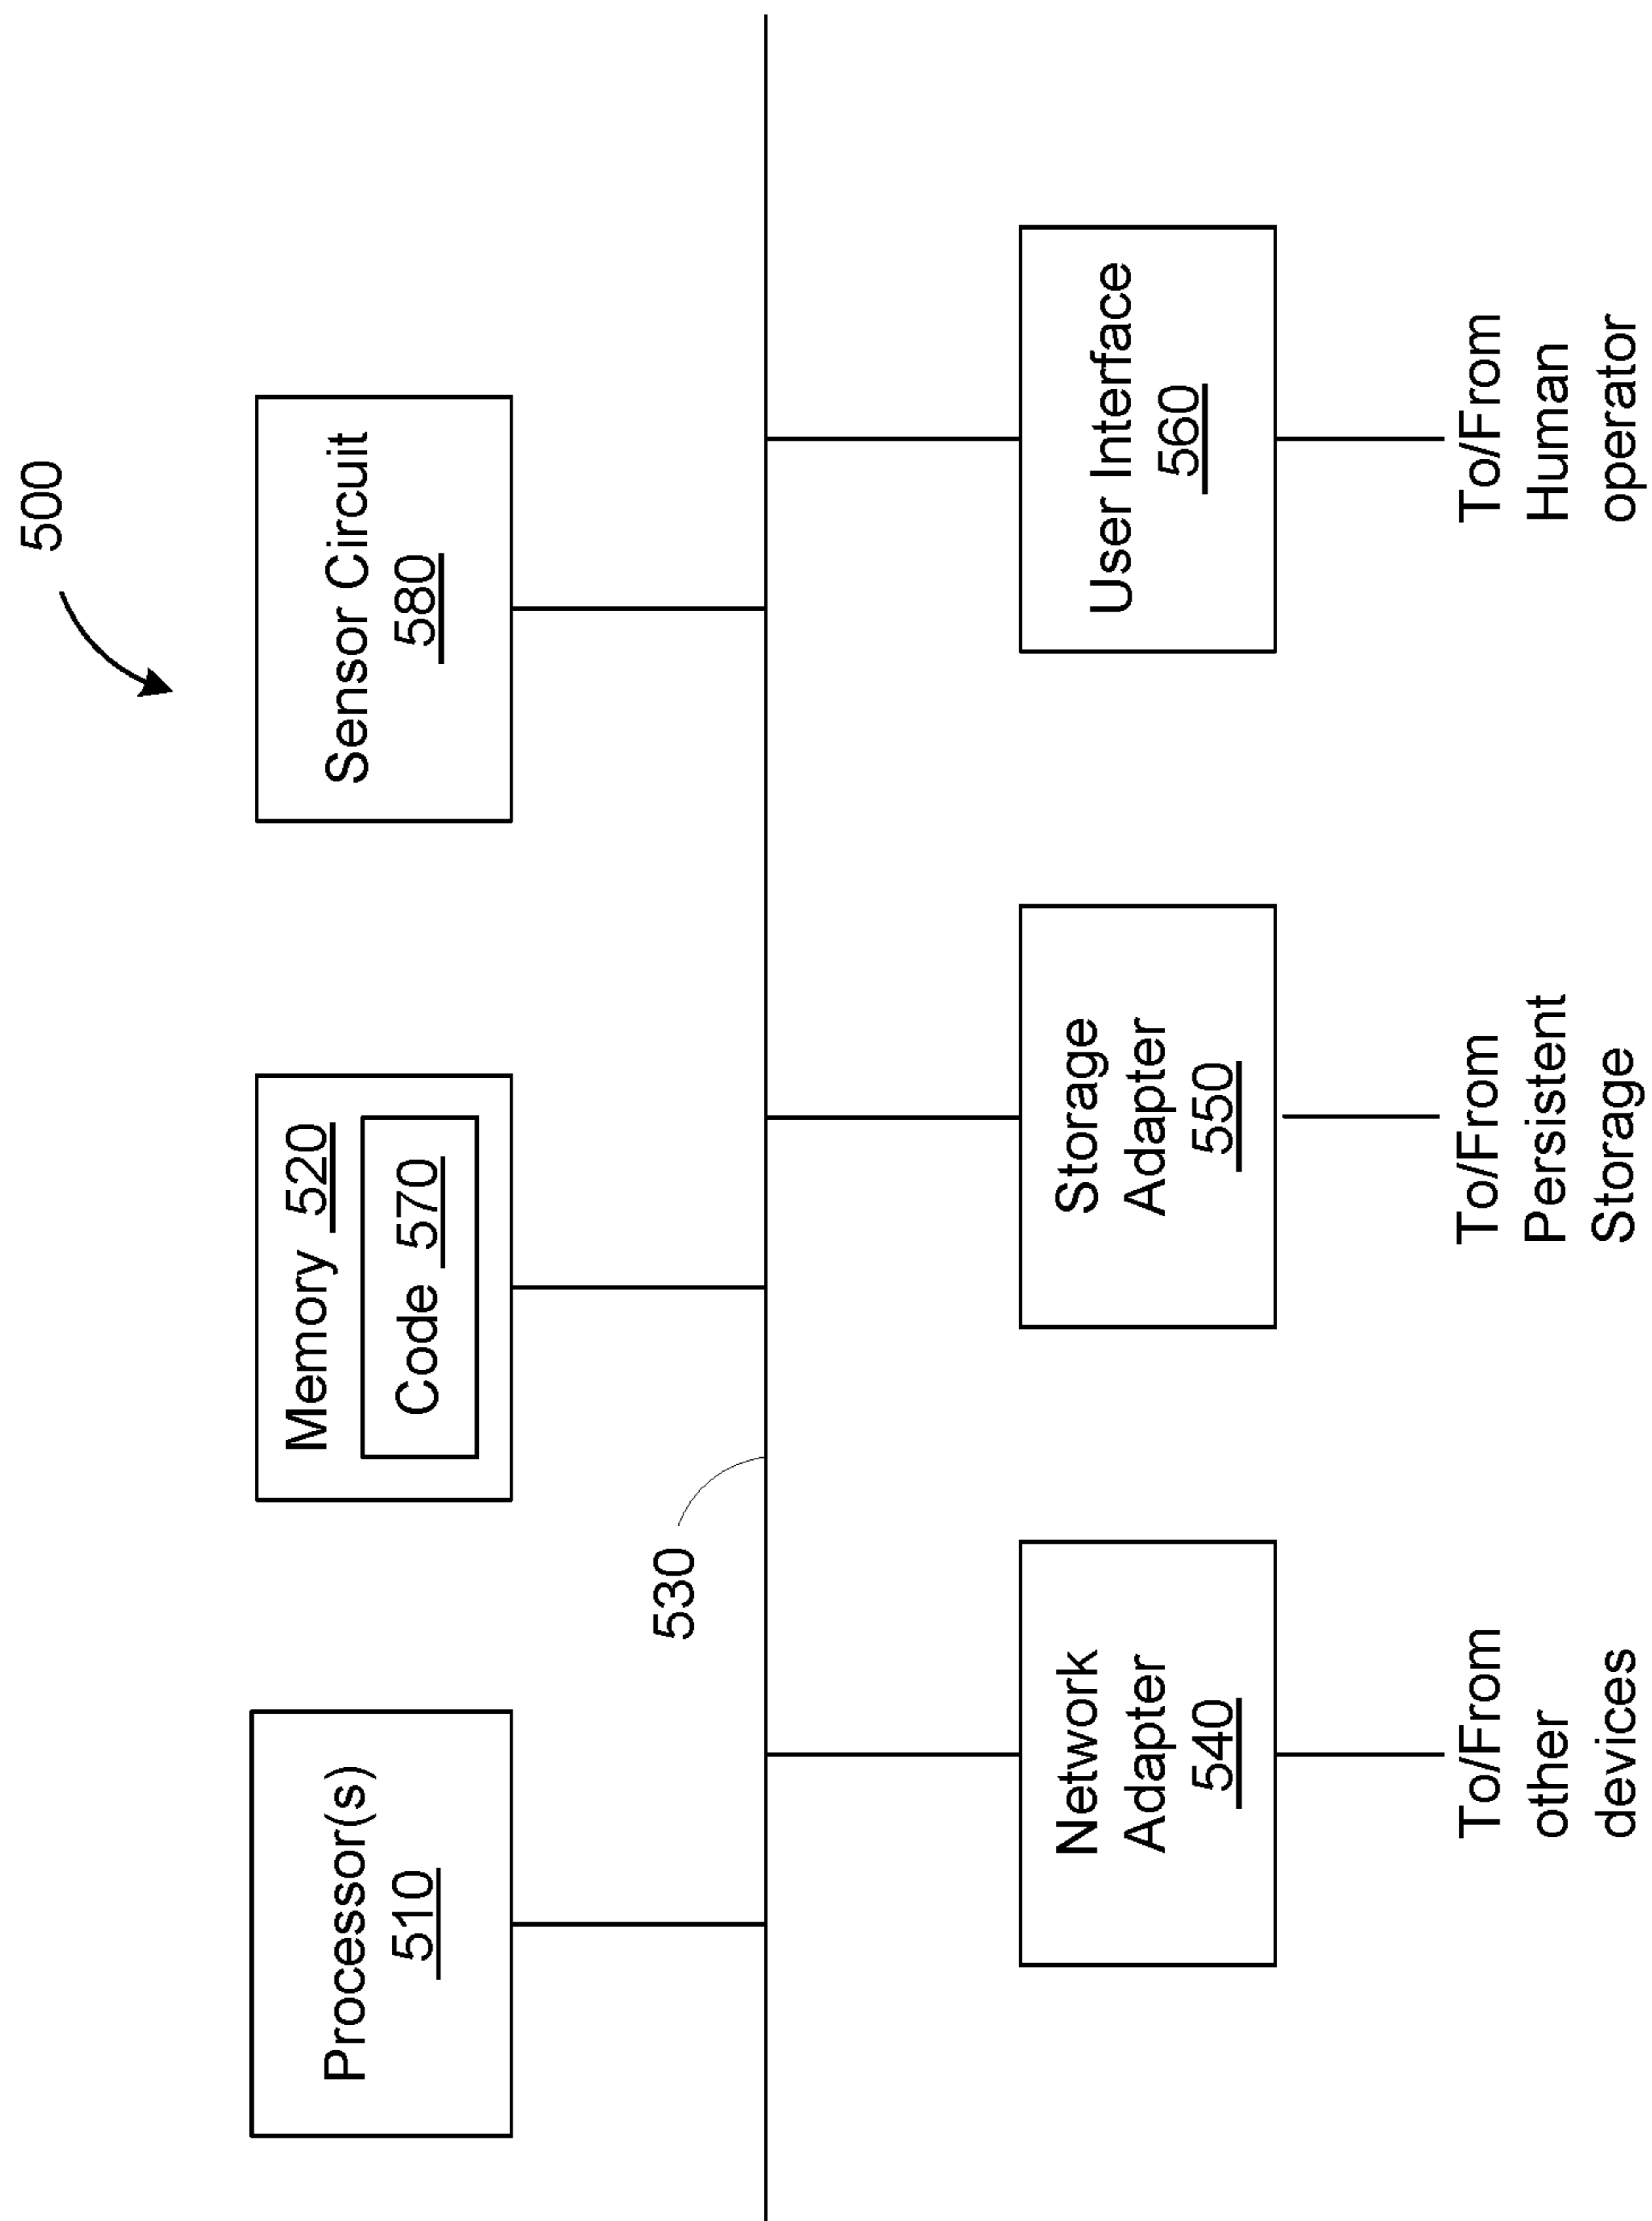 500
Processor(s)
510
Memory 520
Code 570
Sensor Circuit
580
530
Network
Adapter
540
Storage
Adapter
550
User Interface
560
To/From
other
devices
To/From
Persistent
Storage
To/From
Human
operator